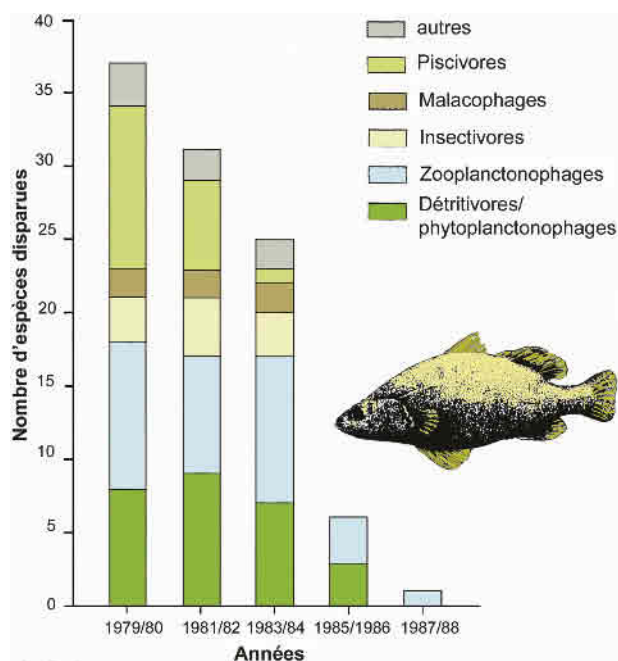 40
35
30
25
20
15
10
5
0
Nombre d'espèces disparues
autres
Piscivores
Malacophages
Insectivores
Zooplanctonophages
Détritivores/
phytoplanctonophages
1979/80 1981/82 1983/84 1985/1986 1987/88
Années